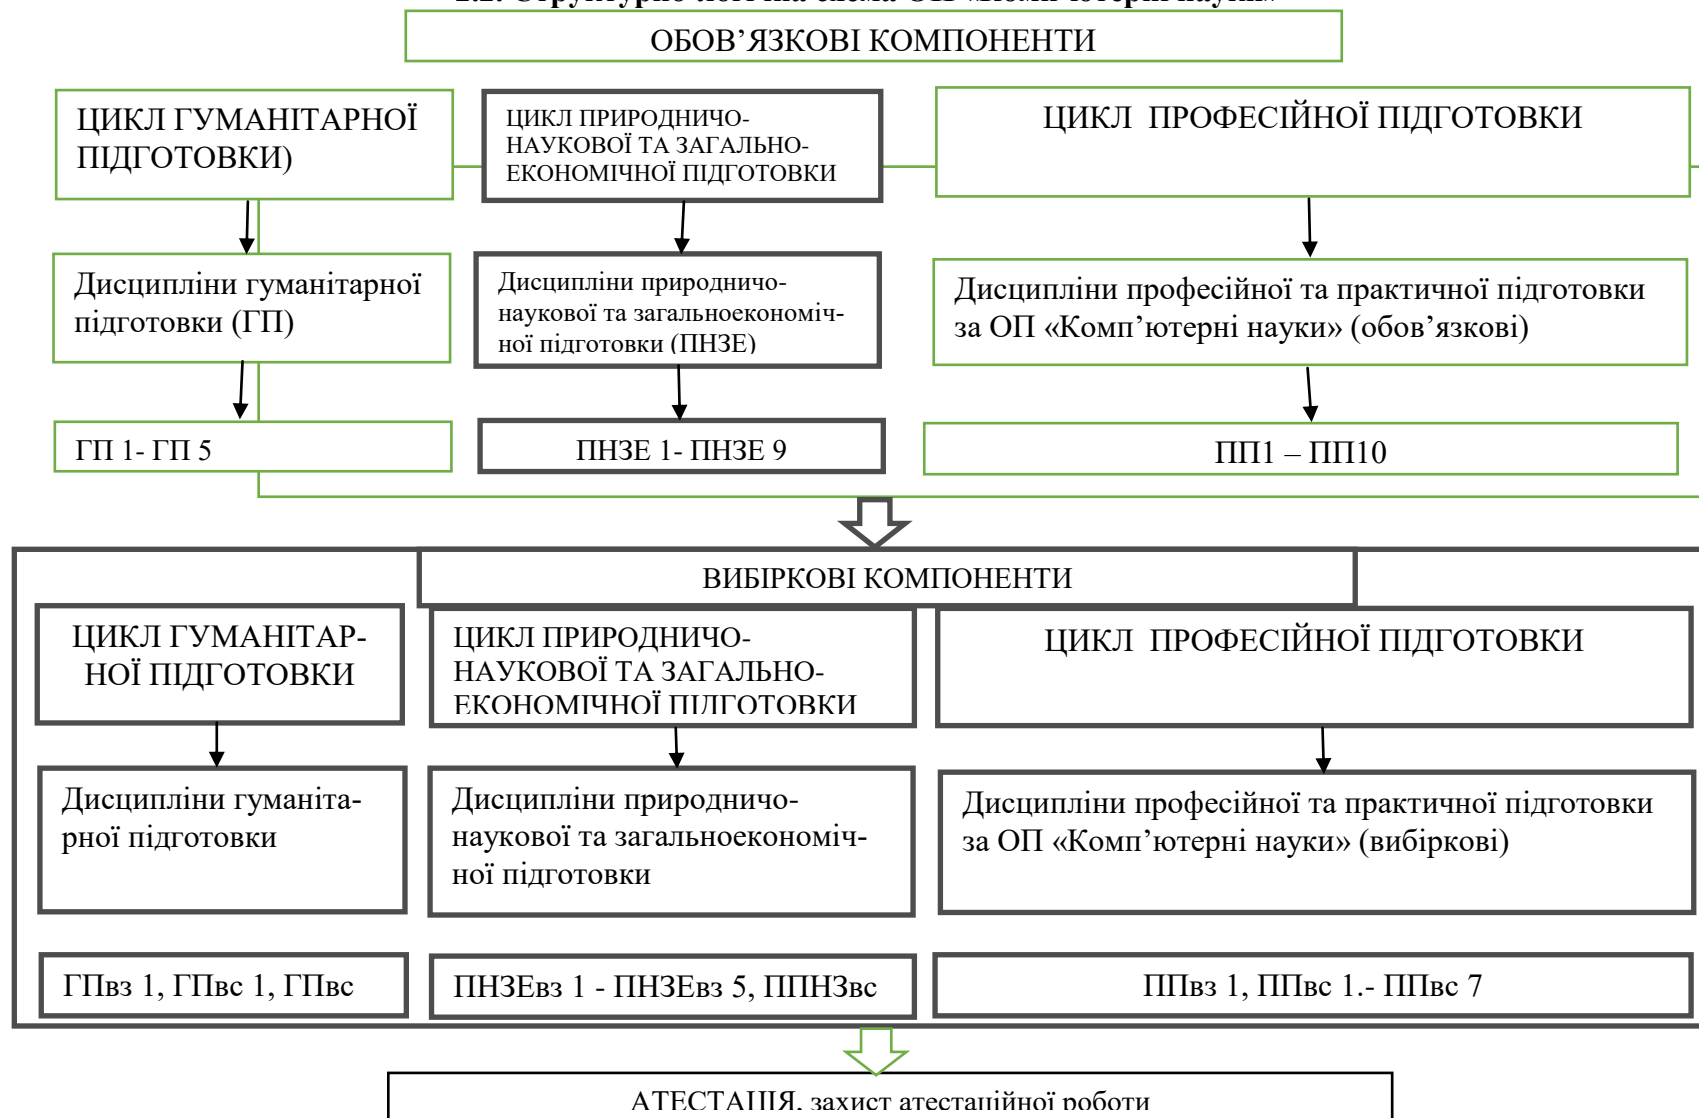 ОБОВ’ЯЗКОВІ КОМПОНЕНТИ
ЦИКЛ ГУМАНІТАРНОЇ
ПІДГОТОВКИ)
ЦИКЛ ПРИРОДНИЧО-
НАУКОВОЇ ТА ЗАГАЛЬНО-
ЕКОНОМІЧНОЇ ПІДГОТОВКИ
ЦИКЛ ПРОФЕСІЙНОЇ ПІДГОТОВКИ
Дисципліни гуманітарної
підготовки (ГП)
Дисципліни природничо-
наукової та загальноекономіч-
ної підготовки (ПНЗЕ)
Дисципліни професійної та практичної підготовки
за ОП «Комп’ютерні науки» (обов’язкові)
ГП 1- ГП 5
ПНЗЕ 1- ПНЗЕ 9
ПП1 – ПП10
ВИБІРКОВІ КОМПОНЕНТИ
ЦИКЛ ГУМАНІТАР-
НОЇ ПІДГОТОВКИ
ЦИКЛ ПРИРОДНИЧО-
НАУКОВОЇ ТА ЗАГАЛЬНО-
ЕКОНОМІЧНОЇ ПІДГОТОВКИ
ЦИКЛ ПРОФЕСІЙНОЇ ПІДГОТОВКИ
Дисципліни гуманіта-
рної підготовки
Дисципліни природничо-
наукової та загальноекономіч-
ної підготовки
Дисципліни професійної та практичної підготовки
за ОП «Комп’ютерні науки» (вибіркові)
ГПвз 1, ГПвс 1, ГПвс
ПНЗЕвз 1 - ПНЗЕвз 5, ППНЗвс
ППвз 1, ППвс 1.- ППвс 7
АТЕСТАЦІЯ, захист атестаційної роботи